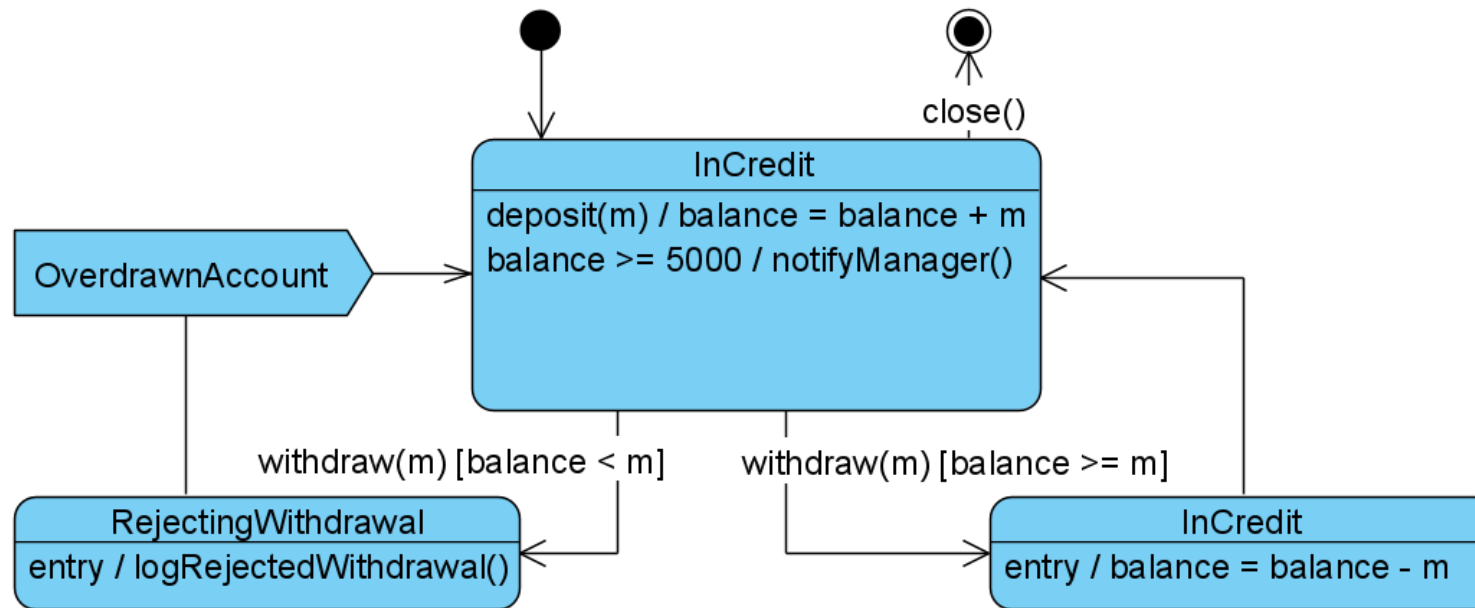 close()
InCredit
deposit(m) / balance = balance + m
balance >= 5000 / notifyManager()
OverdrawnAccount
withdraw(m) [balance < m]
withdraw(m) [balance >= m]
RejectingWithdrawal
entry / logRejectedWithdrawal()
InCredit
entry / balance = balance - m